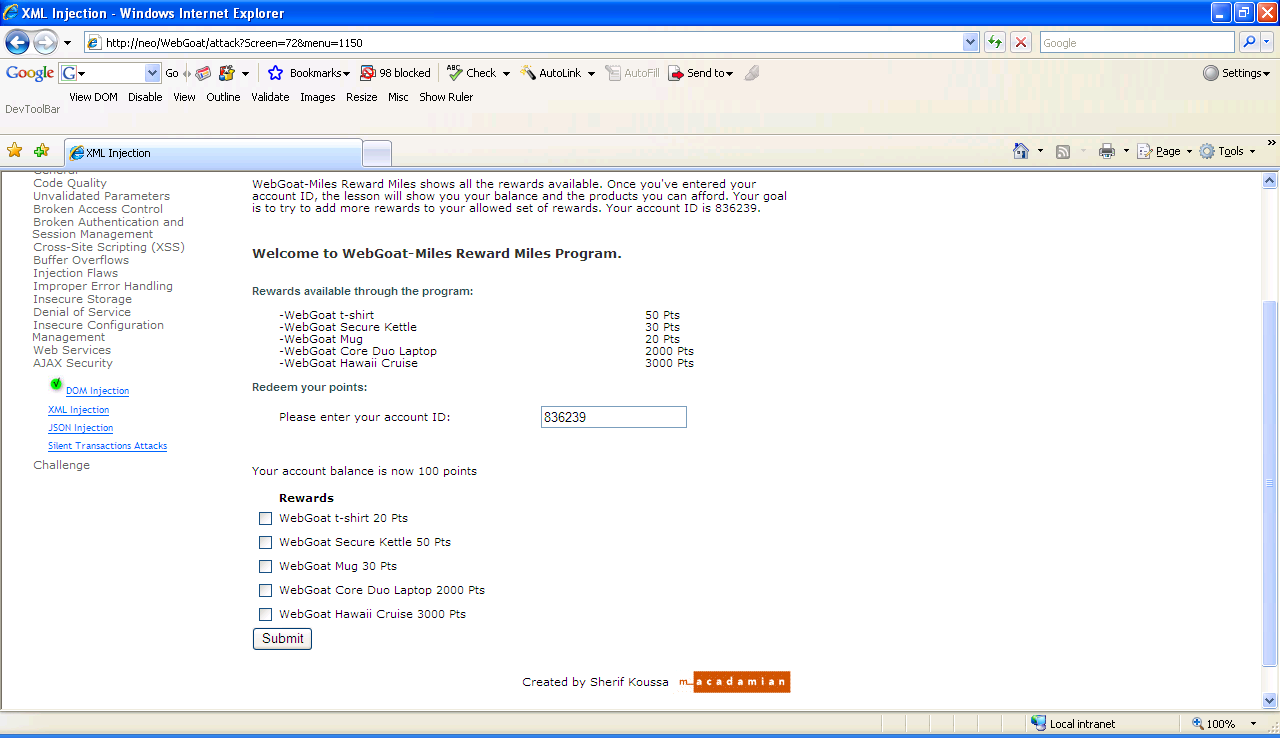 XML Injection - Windows Internet Explorer
http://neo/WebGoat/attack?Screen=72&menu=1150
Google
Google G Go Bookmarks 98 blocked ABC Check AutoLink AutoFill Send to Settings
View DOM Disable View Outline Validate Images Resize Misc Show Ruler
DevToolBar
XML Injection Page Tools »
General
Code Quality
Unvalidated Parameters
Broken Access Control
Broken Authentication and
Session Management
Cross-Site Scripting (XSS)
Buffer Overflows
Injection Flaws
Improper Error Handling
Insecure Storage
Denial of Service
Insecure Configuration
Management
Web Services
AJAX Security
DOM Injection
XML Injection
JSON Injection
Silent Transactions Attacks
Challenge
WebGoat-Miles Reward Miles shows all the rewards available. Once you've entered your
account ID, the lesson will show you your balance and the products you can afford. Your goal
is to try to add more rewards to your allowed set of rewards. Your account ID is 836239.
Welcome to WebGoat-Miles Reward Miles Program.
Rewards available through the program:
-WebGoat t-shirt 50 Pts
-WebGoat Secure Kettle 30 Pts
-WebGoat Mug 20 Pts
-WebGoat Core Duo Laptop 2000 Pts
-WebGoat Hawaii Cruise 3000 Pts
Redeem your points:
Please enter your account ID: 836239
Your account balance is now 100 points
Rewards
WebGoat t-shirt 20 Pts
WebGoat Secure Kettle 50 Pts
WebGoat Mug 30 Pts
WebGoat Core Duo Laptop 2000 Pts
WebGoat Hawaii Cruise 3000 Pts
Submit
Created by Sherif Koussa m_acadamian
Local intranet 100%